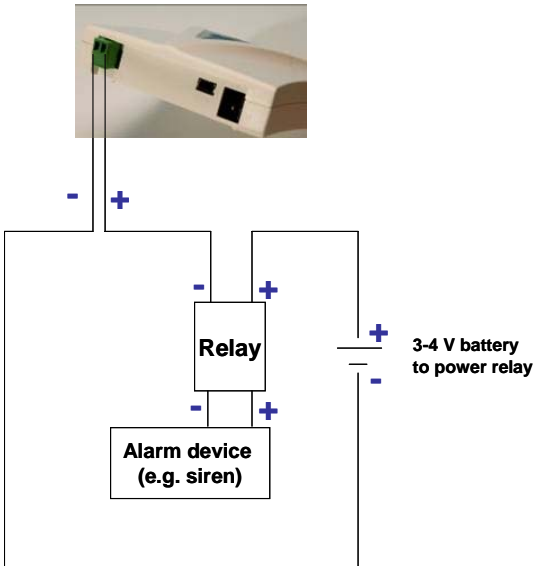 - +
- +
Relay
+
3-4 V battery
to power relay
-
- +
Alarm device
(e.g. siren)